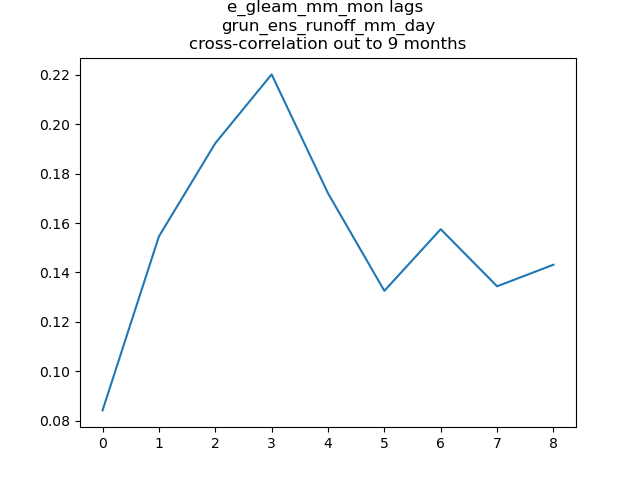 e_gleam_mm_mon lags
grun_ens_runoff_mm_day
cross-correlation out to 9 months
0.22
0.20
0.18
0.16
0.14
0.12
0.10
0.08
0 1 2 3 4 5 6 7 8